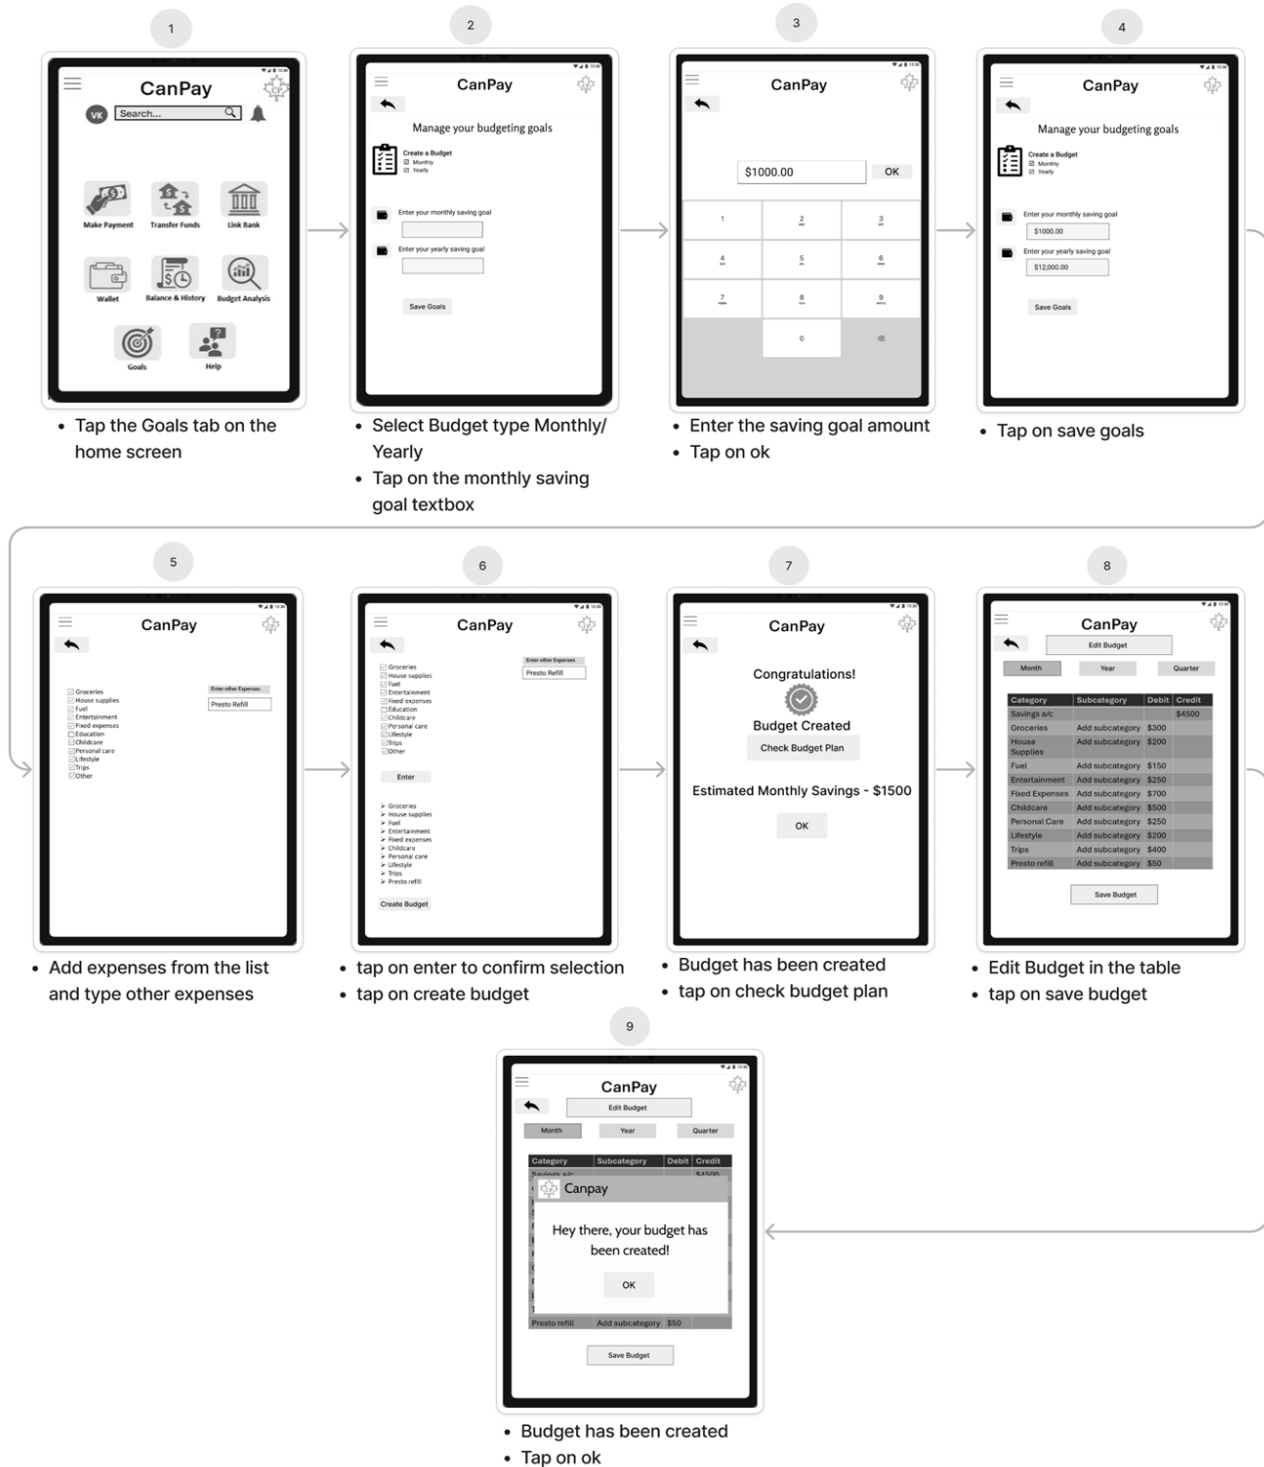 1
2
3
4
CanPay
VK
Search...
Make Payment
Transfer Funds
Link Bank
Wallet
Balance & History
Budget Analysis
Goals
Help
CanPay
Manage your budgeting goals
Create a Budget
Monthly
Yearly
Enter your monthly saving goal
Enter your yearly saving goal
Save Goals
CanPay
$1000.00
OK
1
2
3
4
5
6
7
8
9
0
CanPay
Manage your budgeting goals
Create a Budget
Monthly
Yearly
Enter your monthly saving goal
$1000.00
Enter your yearly saving goal
$12,000.00
Save Goals
• Tap the Goals tab on the
home screen
• Select Budget type Monthly/
Yearly
• Tap on the monthly saving
goal textbox
• Enter the saving goal amount
• Tap on ok
• Tap on save goals
5
6
7
8
CanPay
Groceries
House supplies
Fuel
Entertainment
Fixed expenses
Education
Childcare
Personal care
Lifestyle
Trips
Other
Enter other Expenses
Presto Refill
CanPay
Groceries
House supplies
Fuel
Entertainment
Fixed expenses
Education
Childcare
Personal care
Lifestyle
Trips
Other
Enter other Expenses
Presto Refill
Enter
Groceries
House supplies
Fuel
Entertainment
Fixed expenses
Childcare
Personal care
Lifestyle
Trips
Presto refill
Create Budget
CanPay
Congratulations!
Budget Created
Check Budget Plan
Estimated Monthly Savings - $1500
OK
CanPay
Edit Budget
Month Year Quarter
Category Subcategory Debit Credit
Savings a/c $4500
Groceries Add subcategory $300
House Add subcategory $200
Supplies
Fuel Add subcategory $150
Entertainment Add subcategory $250
Fixed Expenses Add subcategory $700
Childcare Add subcategory $500
Personal Care Add subcategory $250
Lifestyle Add subcategory $200
Trips Add subcategory $400
Presto refill Add subcategory $50
Save Budget
• Add expenses from the list
and type other expenses
• tap on enter to confirm selection
• tap on create budget
• Budget has been created
• tap on check budget plan
• Edit Budget in the table
• tap on save budget
9
CanPay
Edit Budget
Month Year Quarter
Category Subcategory Debit Credit
Savings a/c $4500
Canpay
Hey there, your budget has
been created!
OK
Presto refill Add subcategory $50
Save Budget
• Budget has been created
• Tap on ok